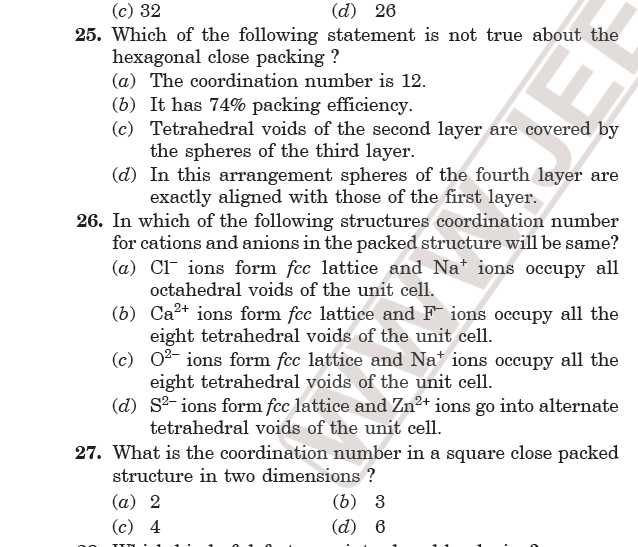 (c) 32 (d) 26
25. Which of the following statement is not true about the
hexagonal close packing ?
(a) The coordination number is 12.
(b) It has 74% packing efficiency.
(c) Tetrahedral voids of the second layer are covered by
the spheres of the third layer.
(d) In this arrangement spheres of the fourth layer are
exactly aligned with those of the first layer.
26. In which of the following structures coordination number
for cations and anions in the packed structure will be same?
(a) Cl⁻ ions form fcc lattice and Na⁺ ions occupy all
octahedral voids of the unit cell.
(b) Ca²⁺ ions form fcc lattice and F⁻ ions occupy all the
eight tetrahedral voids of the unit cell.
(c) O²⁻ ions form fcc lattice and Na⁺ ions occupy all the
eight tetrahedral voids of the unit cell.
(d) S²⁻ ions form fcc lattice and Zn²⁺ ions go into alternate
tetrahedral voids of the unit cell.
27. What is the coordination number in a square close packed
structure in two dimensions ?
(a) 2 (b) 3
(c) 4 (d) 6
WWW.JEE